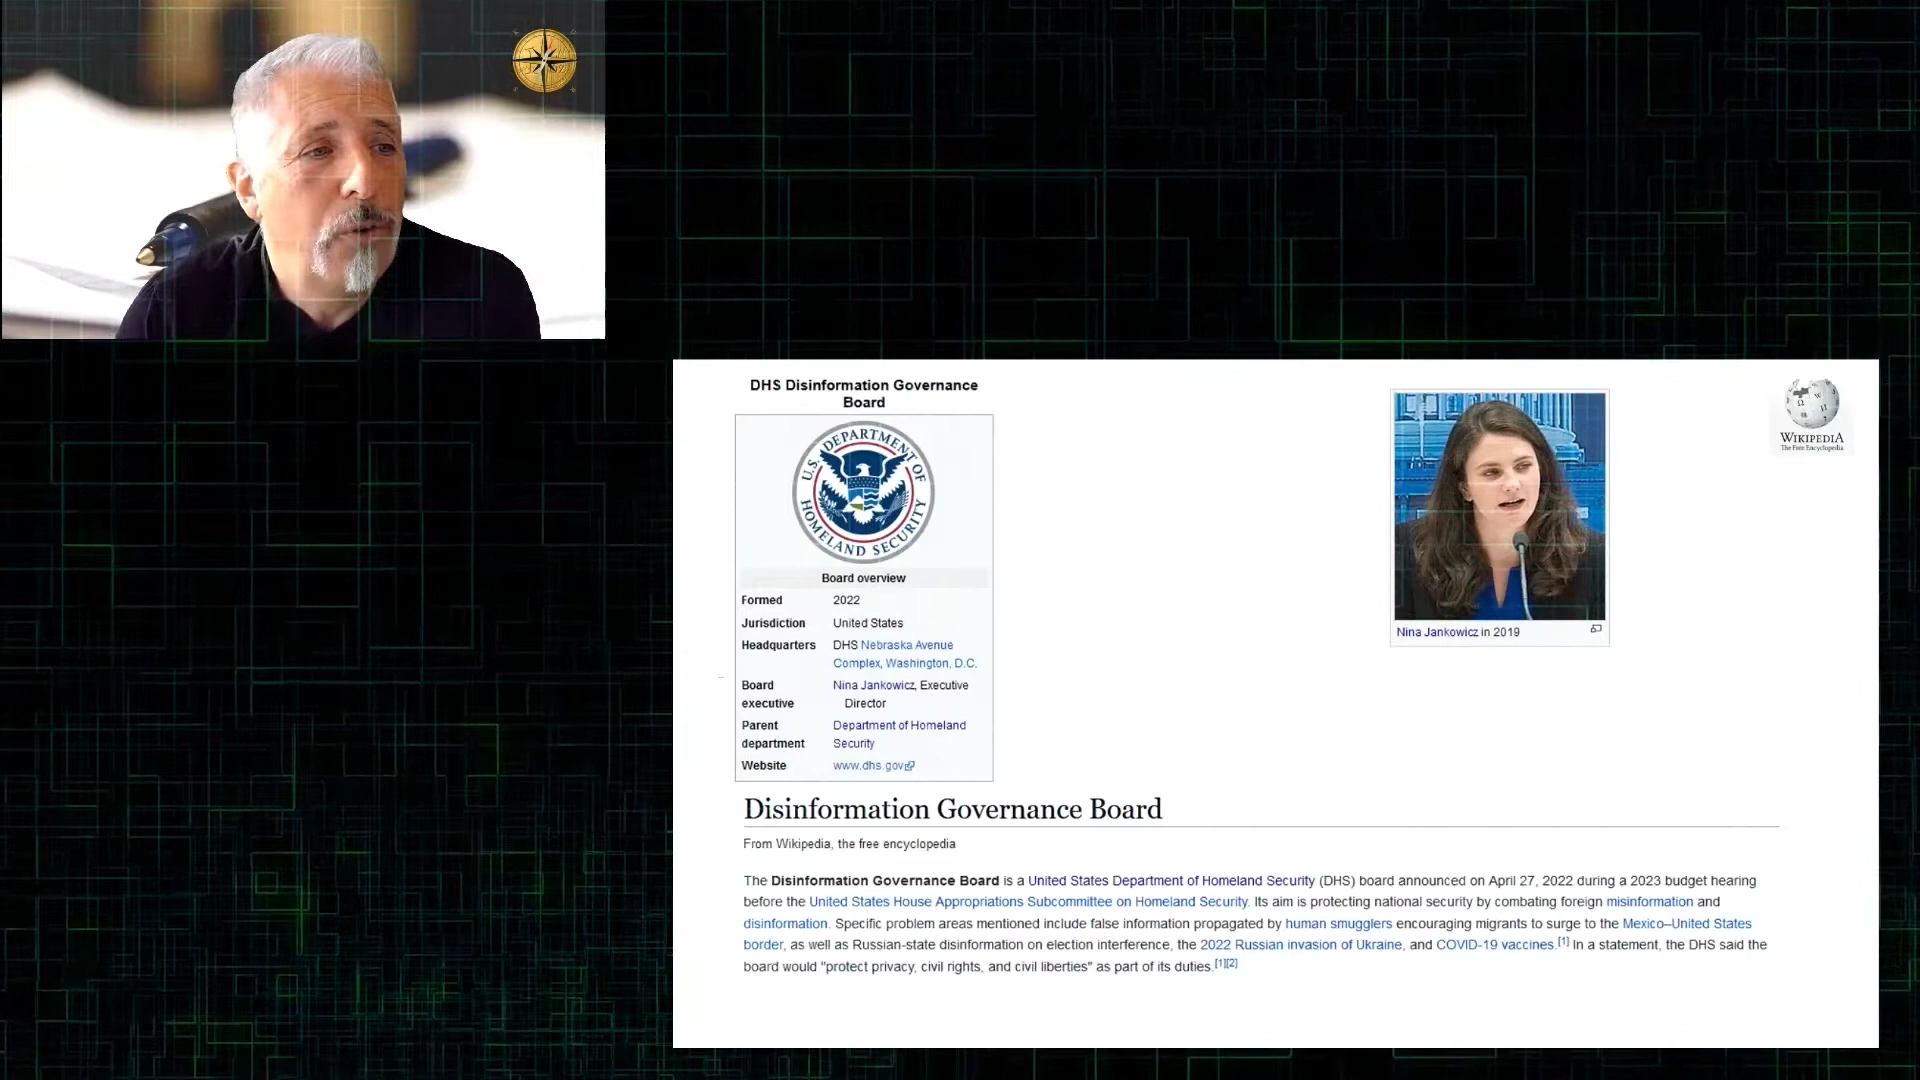 DHS Disinformation Governance
Board
U.S. DEPARTMENT OF
HOMELAND SECURITY
Board overview
Formed 2022
Jurisdiction United States
Headquarters DHS Nebraska Avenue
Complex, Washington, D.C.
Board Nina Jankowicz, Executive
executive Director
Parent Department of Homeland
department Security
Website www.dhs.gov
Nina Jankowicz in 2019
WIKIPEDIA
The Free Encyclopedia
Disinformation Governance Board
From Wikipedia, the free encyclopedia
The Disinformation Governance Board is a United States Department of Homeland Security (DHS) board announced on April 27, 2022 during a 2023 budget hearing
before the United States House Appropriations Subcommittee on Homeland Security. Its aim is protecting national security by combating foreign misinformation and
disinformation. Specific problem areas mentioned include false information propagated by human smugglers encouraging migrants to surge to the Mexico–United States
border, as well as Russian-state disinformation on election interference, the 2022 Russian invasion of Ukraine, and COVID-19 vaccines.[1] In a statement, the DHS said the
board would "protect privacy, civil rights, and civil liberties" as part of its duties.[1][2]